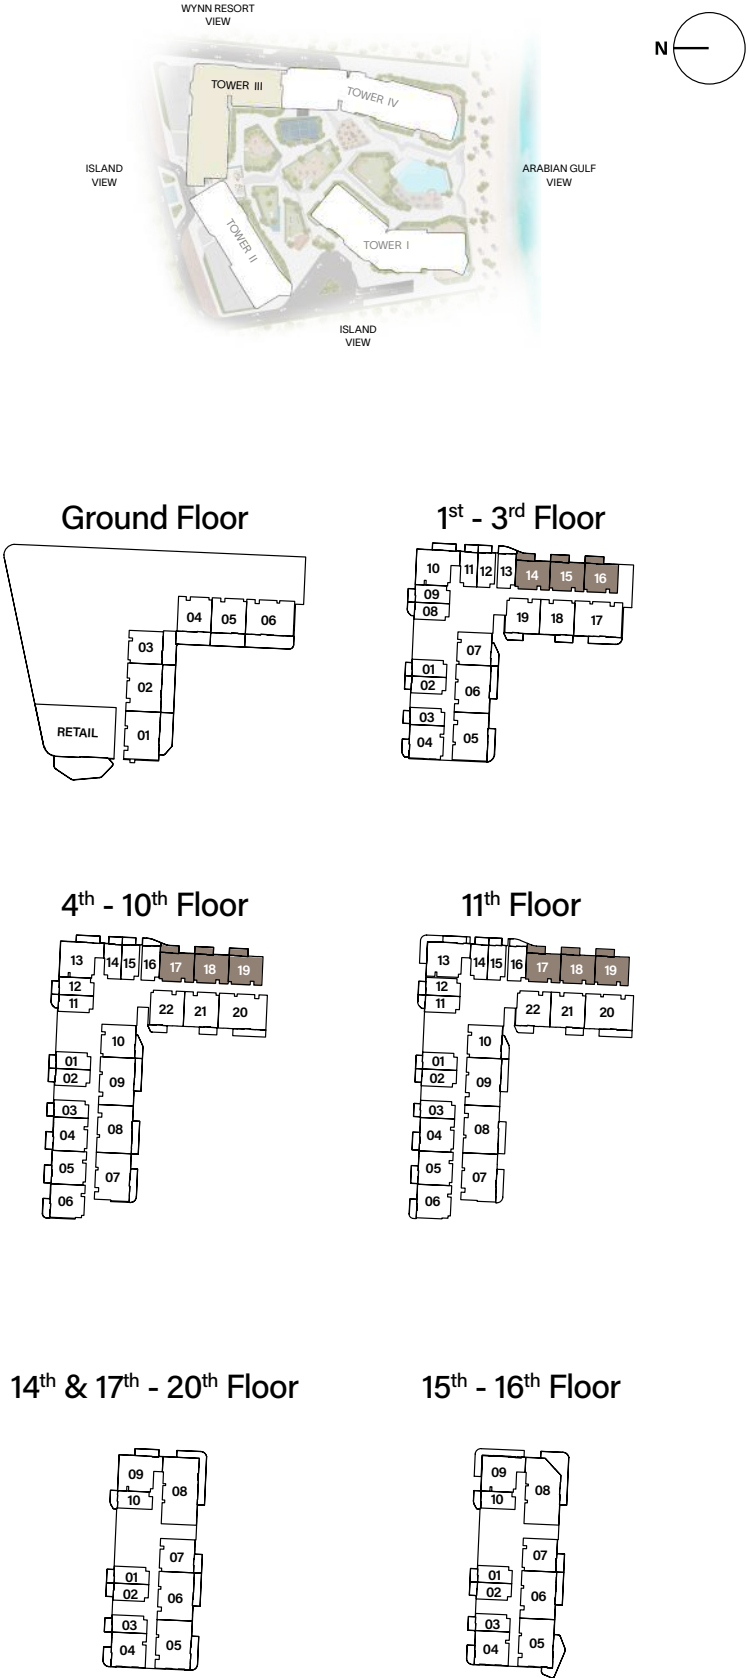 WYNN RESORT
VIEW
N
TOWER III
TOWER IV
ISLAND
VIEW
ARABIAN GULF
VIEW
TOWER II
TOWER I
ISLAND
VIEW
Ground Floor
04 05 06
03
02
RETAIL 01
1st - 3rd Floor
10 11 12 13 14 15 16
09
08
19 18 17
07
01
02 06
03
04 05
4th - 10th Floor
13 14 15 16 17 18 19
12
11
22 21 20
10
01
02 09
03
04 08
05
07
06
11th Floor
13 14 15 16 17 18 19
12
11
22 21 20
10
01
02 09
03
04 08
05
07
06
14th & 17th - 20th Floor
09
08
10
07
01
02 06
03
04 05
15th - 16th Floor
09
08
10
07
01
02 06
03
04 05